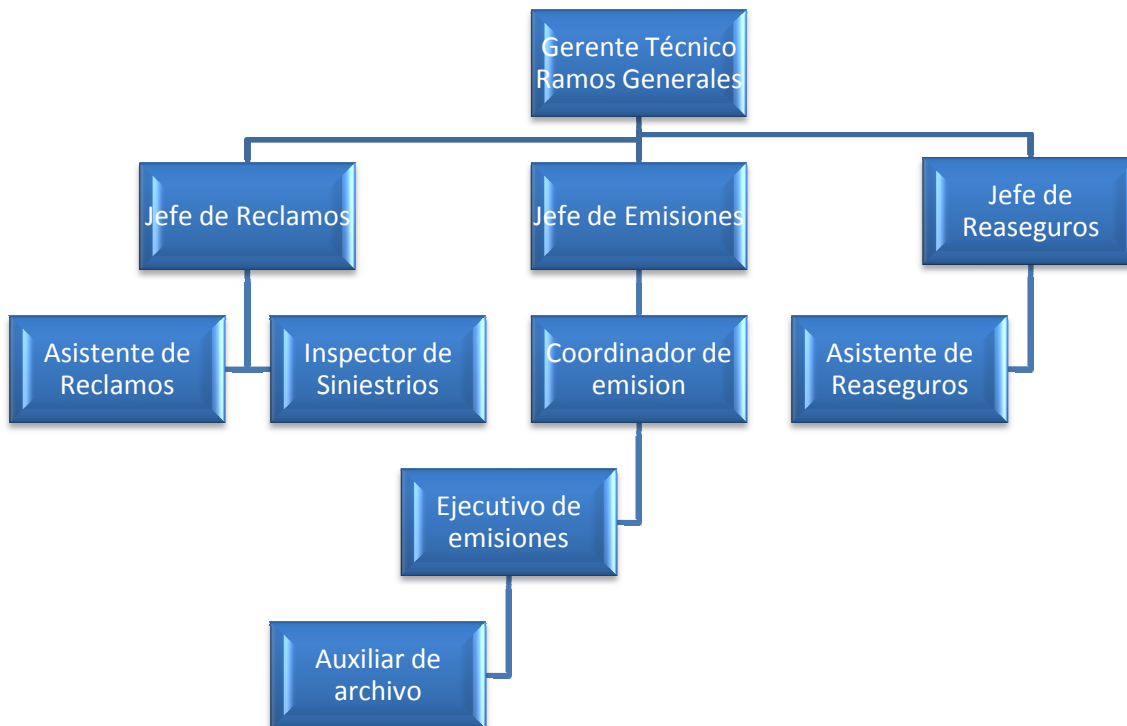 Gerente Técnico
Ramos Generales
Jefe de Reclamos
Jefe de Emisiones
Jefe de
Reaseguros
Asistente de
Reclamos
Inspector de
Siniestrios
Coordinador de
emision
Asistente de
Reaseguros
Ejecutivo de
emisiones
Auxiliar de
archivo